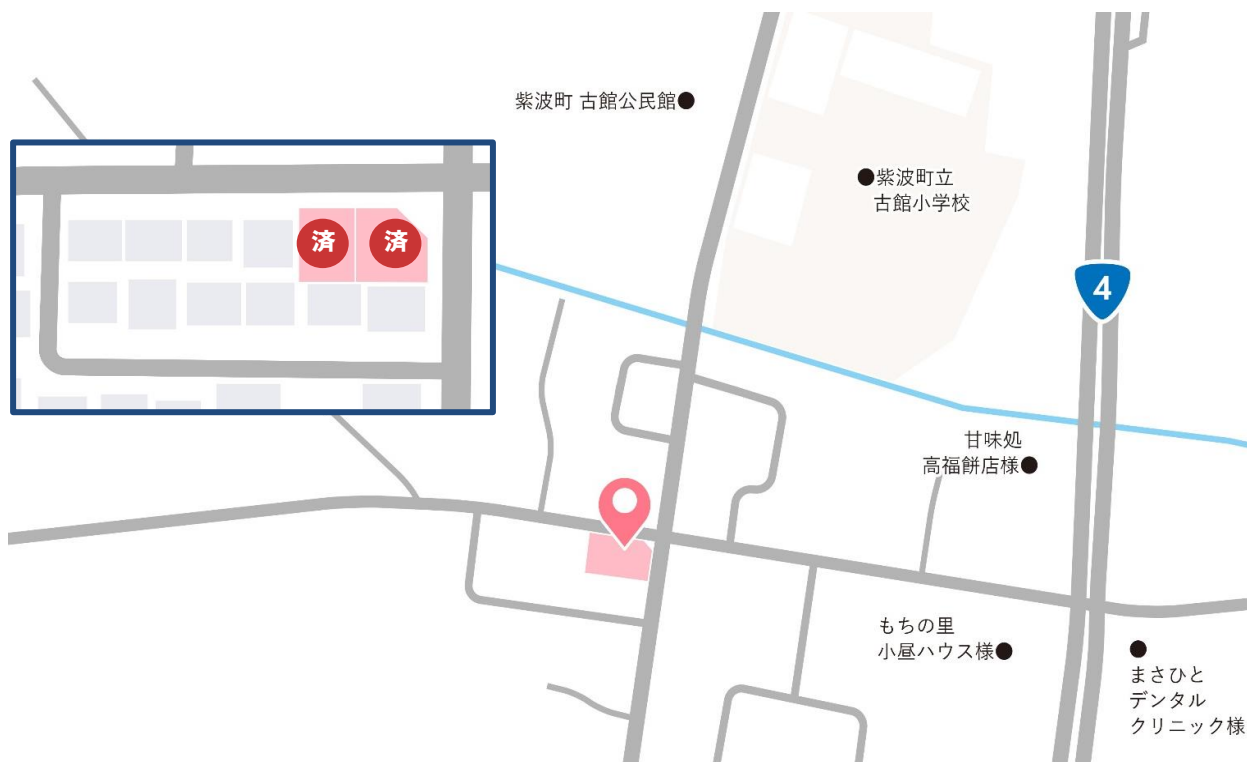 紫波町 古館公民館
紫波町立
古館小学校
済
済
4
甘味処
高福餅店様
もちの里
小昼ハウス様
まさひと
デンタル
クリニック様